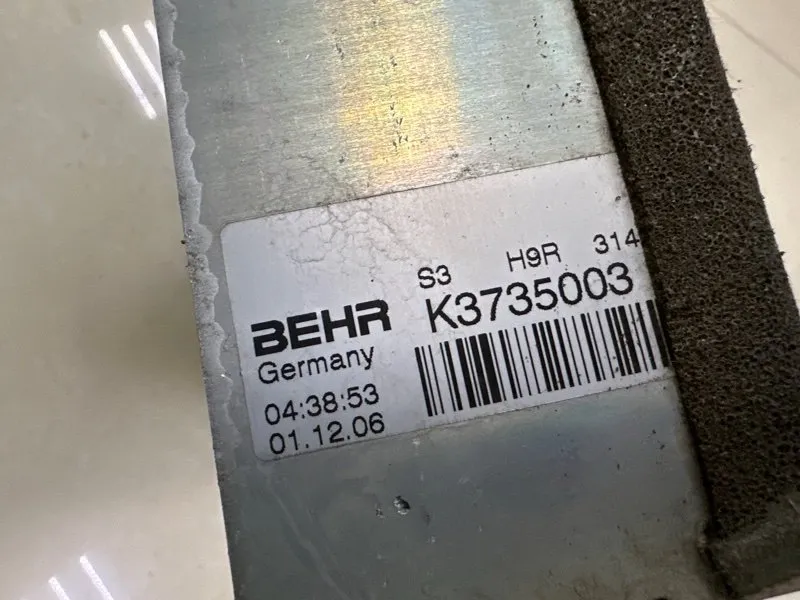 S3 H9R 314
BEHR K3735003
Germany
04:38:53
01.12.06